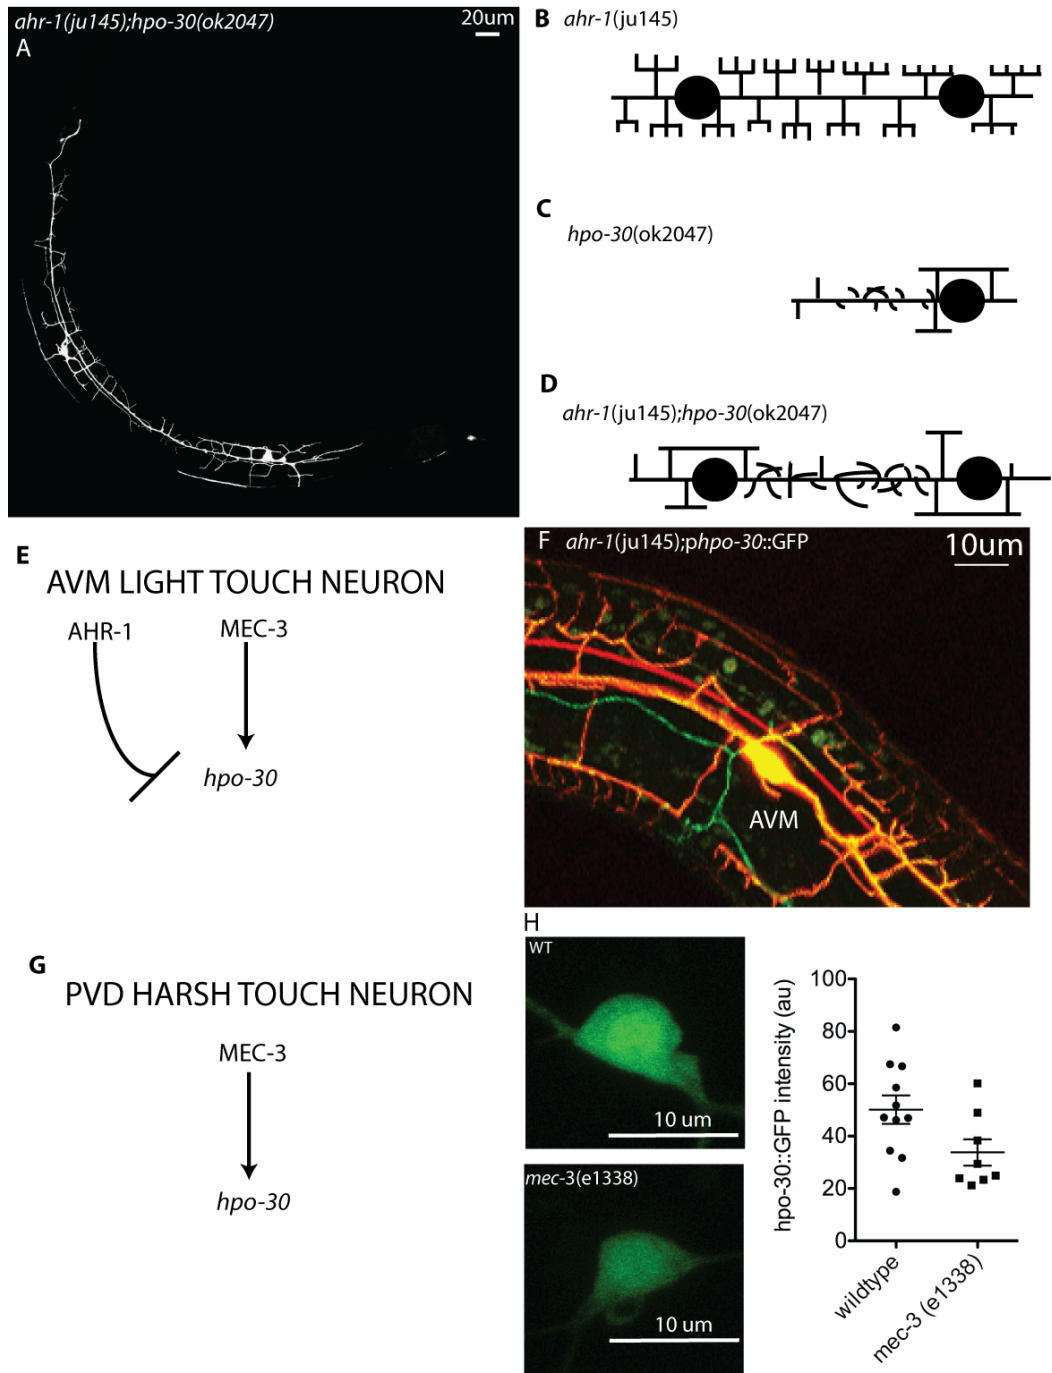 ahr-1(ju145);hpo-30(ok2047)
20um
A
B ahr-1(ju145)
C
hpo-30(ok2047)
D
ahr-1(ju145);hpo-30(ok2047)
E
AVM LIGHT TOUCH NEURON
AHR-1 MEC-3
hpo-30
F ahr-1(ju145);phpo-30::GFP
10um
AVM
G
PVD HARSH TOUCH NEURON
MEC-3
hpo-30
H
WT
10 um
mec-3(e1338)
10 um
hpo-30::GFP intensity (au)
100
80
60
40
20
0
wildtype
mec-3 (e1338)